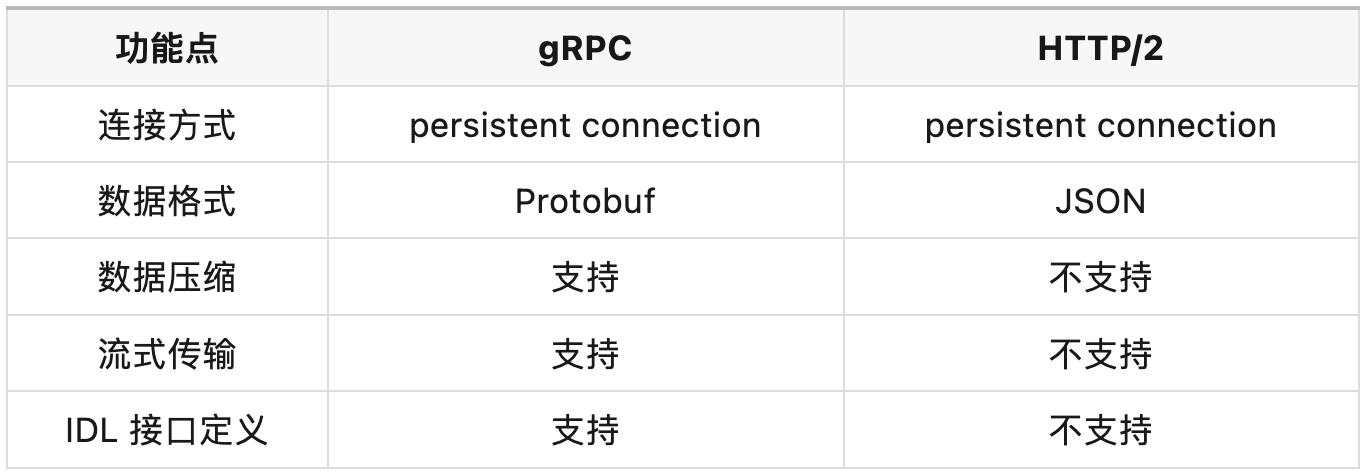 功能点 gRPC HTTP/2
连接方式 persistent connection persistent connection
数据格式 Protobuf JSON
数据压缩 支持 不支持
流式传输 支持 不支持
IDL 接口定义 支持 不支持